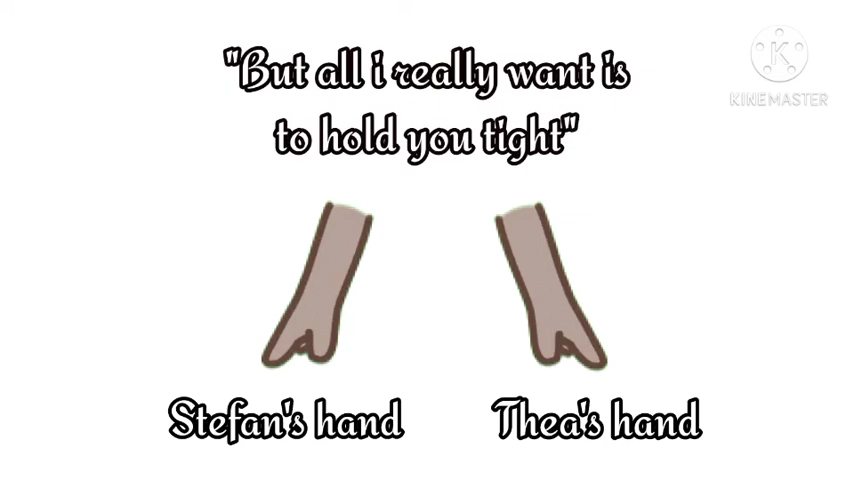 "But all i really want is
to hold you tight"
K
KINEMASTER
Stefan's hand
Thea's hand